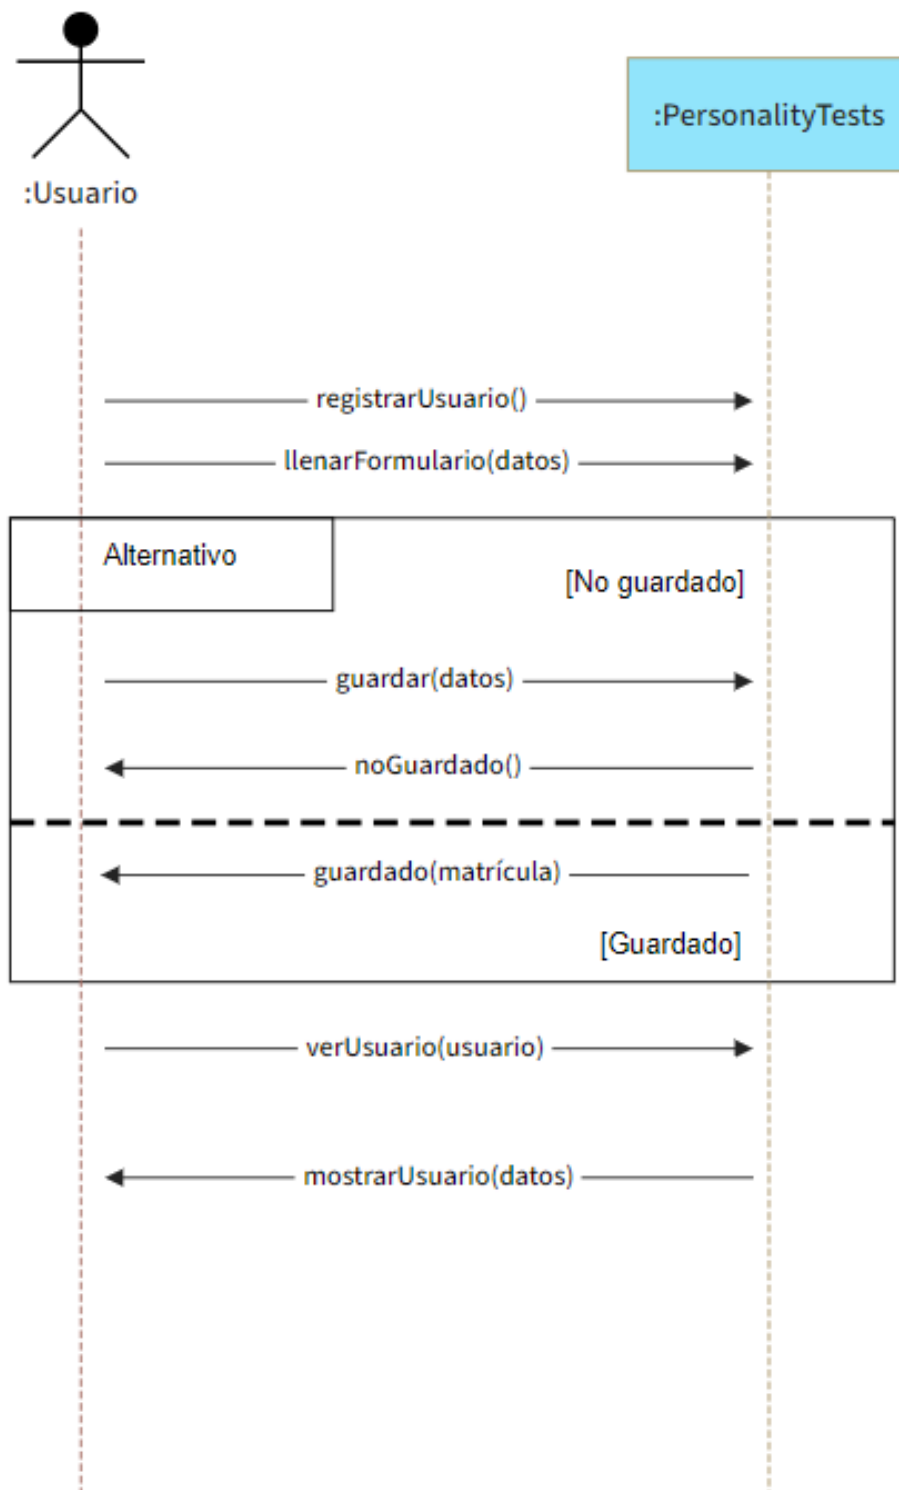 :PersonalityTests
:Usuario
registrarUsuario()
llenarFormulario(datos)
Alternativo
[No guardado]
guardar(datos)
noGuardado()
guardado(matrícula)
[Guardado]
verUsuario(usuario)
mostrarUsuario(datos)